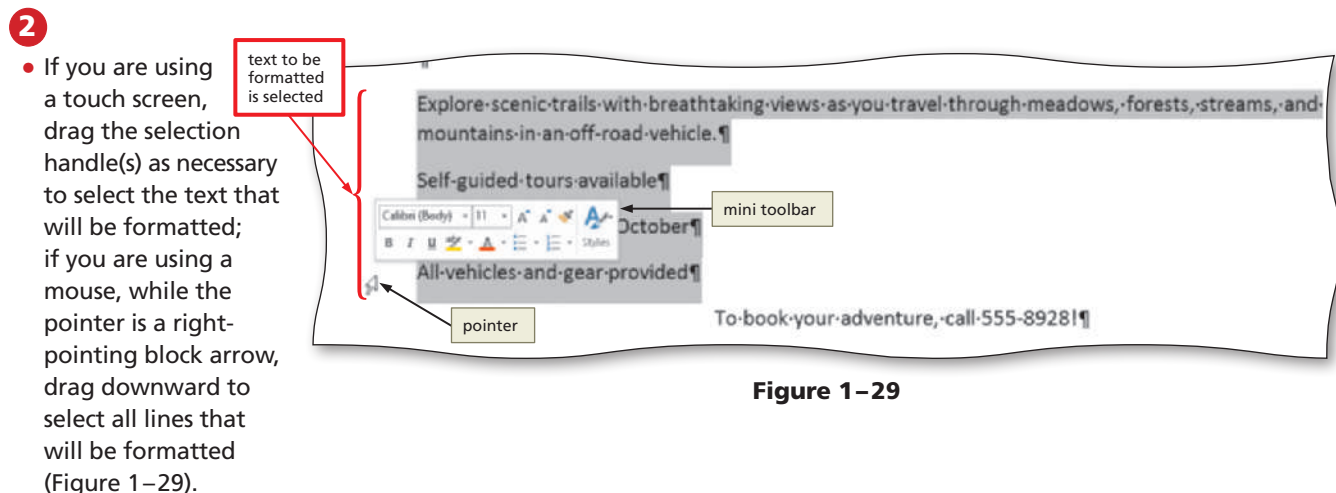 2
• If you are using
a touch screen,
drag the selection
handle(s) as necessary
to select the text that
will be formatted;
if you are using a
mouse, while the
pointer is a right-
pointing block arrow,
drag downward to
select all lines that
will be formatted
(Figure 1–29).
text to be
formatted
is selected
¶
Explore·scenic·trails·with·breathtaking·views·as·you·travel·through·meadows,·forests,·streams,·and·
mountains·in·an·off-road·vehicle.¶
Self-guided·tours·available¶
Calibri (Body) 11 A A A
B I U aby A Styles
October¶
mini toolbar
All·vehicles·and·gear·provided¶
pointer
To·book·your·adventure,·call·555-8928!¶
Figure 1–29